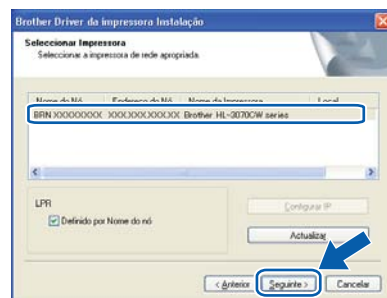 Brother Driver da impressora Instalação
Seleccionar Impressora
Seleccionar a impressora de rede apropriada.
Nome do Nó Endereço do Nó Nome da Impressora Local
BRN XXXXXXXX XXX.XXX.XXX.XX Brother HL-3070CW series
LPR
Definido por Nome do nó
Configurar IP
Actualizar
< Anterior Seguinte > Cancelar